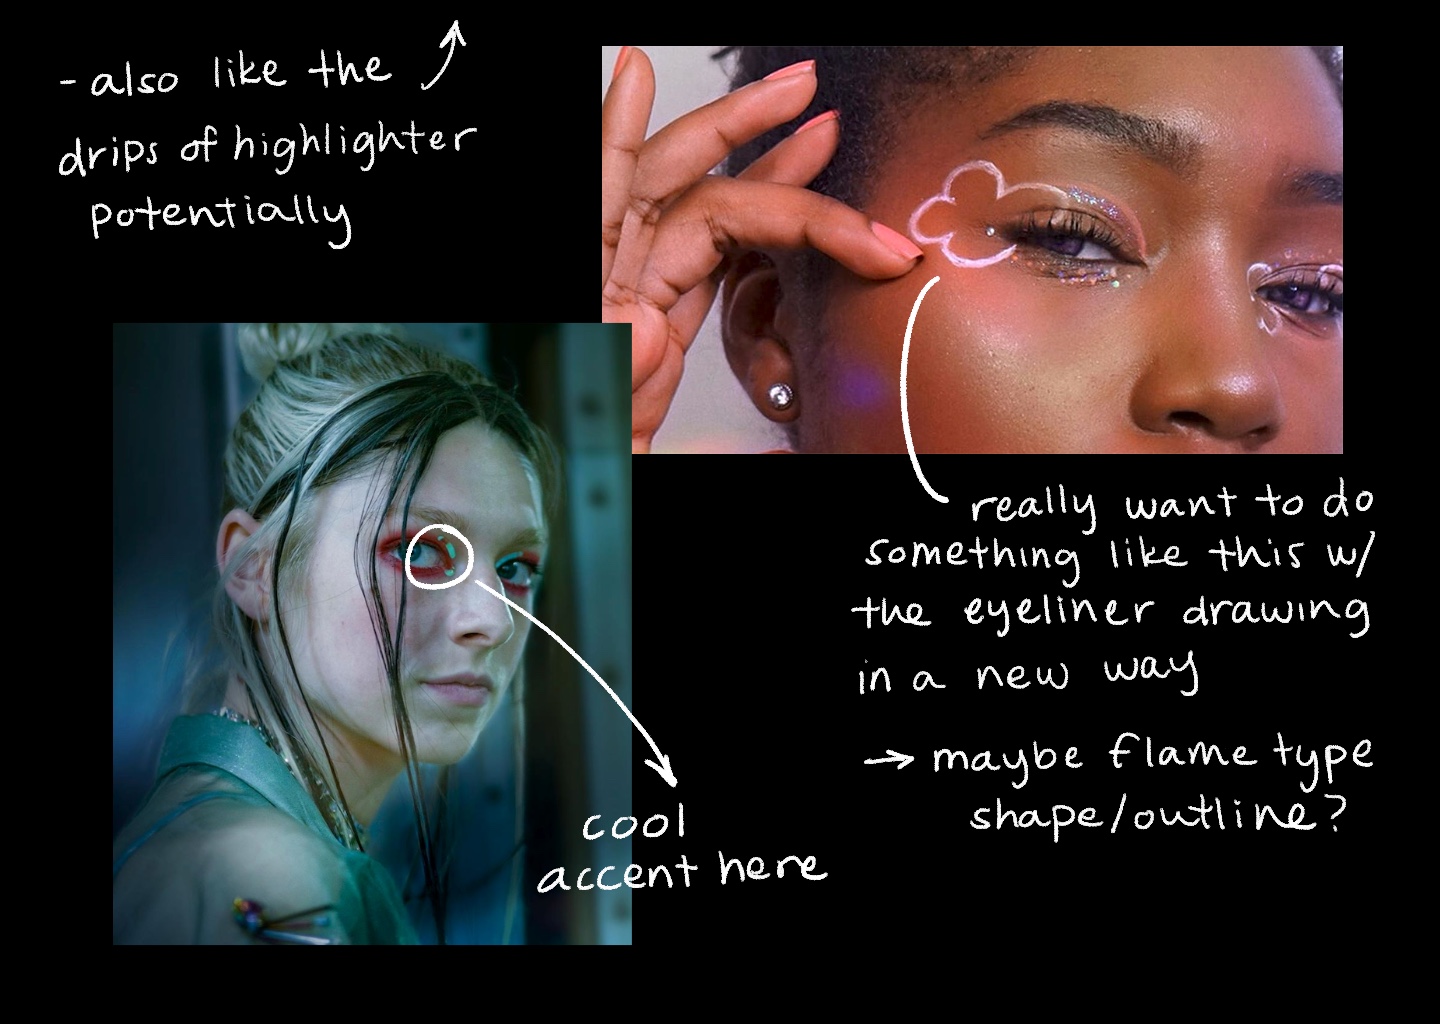 - also like the
drips of highlighter
potentially
really want to do
something like this w/
the eyeliner drawing
in a new way
→ maybe flame type
shape/outline?
cool
accent here